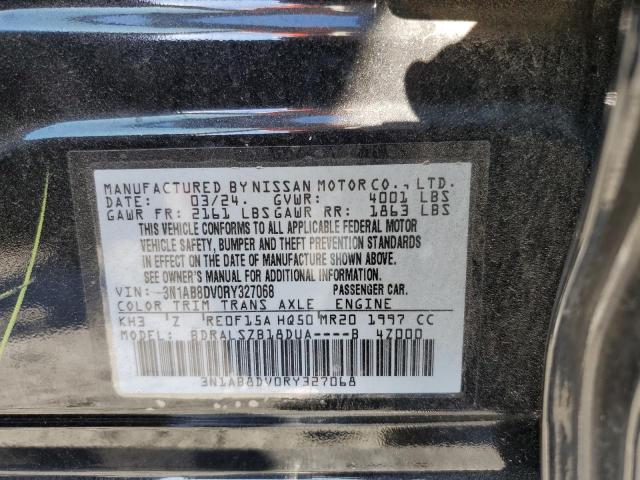 MANUFACTURED BY NISSAN MOTOR CO., LTD.
DATE: 03/24. GVWR: 4001 LBS
GAWR FR: 2161 LBS GAWR RR: 1863 LBS
THIS VEHICLE CONFORMS TO ALL APPLICABLE FEDERAL MOTOR
VEHICLE SAFETY, BUMPER AND THEFT PREVENTION STANDARDS
IN EFFECT ON THE DATE OF MANUFACTURE SHOWN ABOVE.
SEE OWNER'S MANUAL FOR ADDITIONAL INFORMATION.
VIN: 3N1AB8DV0RY327068 PASSENGER CAR.
COLOR TRIM TRANS AXLE ENGINE
KH3 Z RE0F15A HQ50 MR20 1997 CC
MODEL: BDRALSZB18DUA----B 4Z000
3N1AB8DV0RY327068